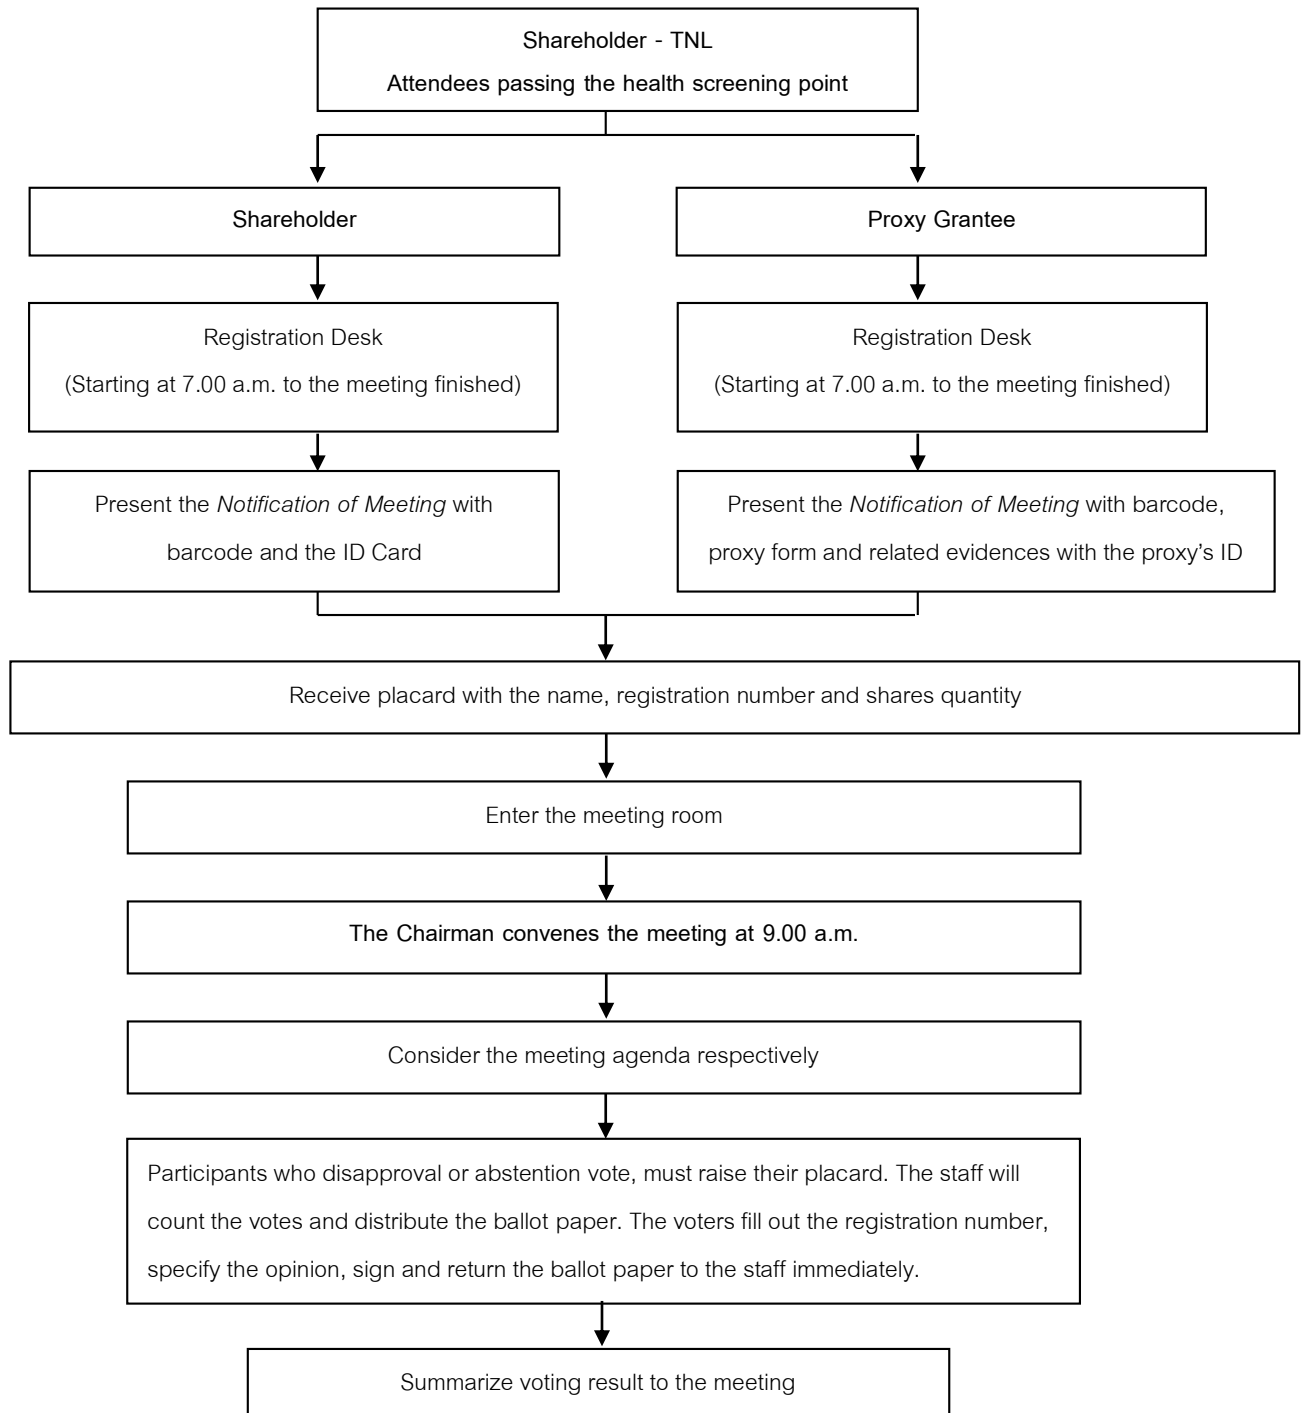 Shareholder - TNL
Attendees passing the health screening point
Shareholder
Proxy Grantee
Registration Desk
(Starting at 7.00 a.m. to the meeting finished)
Registration Desk
(Starting at 7.00 a.m. to the meeting finished)
Present the Notification of Meeting with
barcode and the ID Card
Present the Notification of Meeting with barcode,
proxy form and related evidences with the proxy’s ID
Receive placard with the name, registration number and shares quantity
Enter the meeting room
The Chairman convenes the meeting at 9.00 a.m.
Consider the meeting agenda respectively
Participants who disapproval or abstention vote, must raise their placard. The staff will
count the votes and distribute the ballot paper. The voters fill out the registration number,
specify the opinion, sign and return the ballot paper to the staff immediately.
Summarize voting result to the meeting